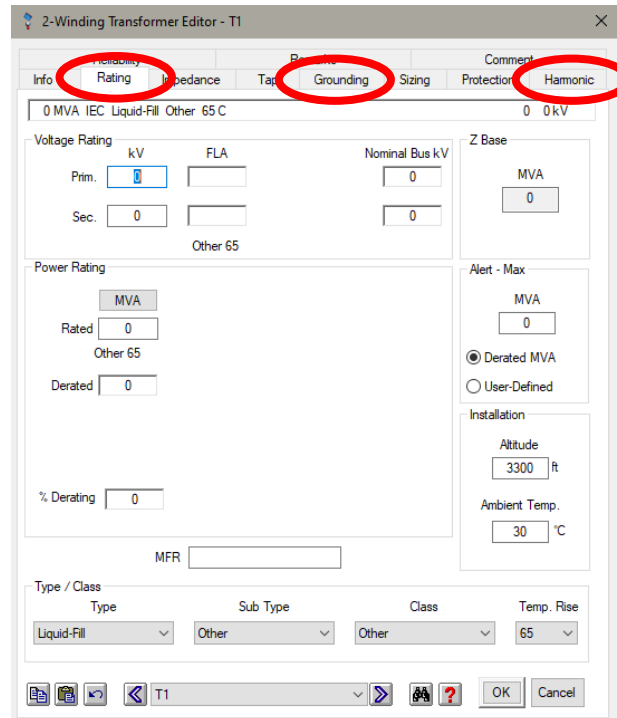 2-Winding Transformer Editor - T1
Reliability Remarks Comment
Info Rating Impedance Tap Grounding Sizing Protection Harmonic
0 MVA IEC Liquid-Fill Other 65 C 0 0 kV
Voltage Rating Z Base
kV FLA Nominal Bus kV
Prim. 0 0 MVA
0
Sec. 0 0
Other 65
Power Rating Alert - Max
MVA MVA
Rated 0 0
Other 65 Derated MVA
Derated 0 User-Defined
Installation
Altitude
3300 ft
% Derating 0 Ambient Temp.
30 °C
MFR
Type / Class
Type Sub Type Class Temp. Rise
Liquid-Fill Other Other 65
T1 ? OK Cancel